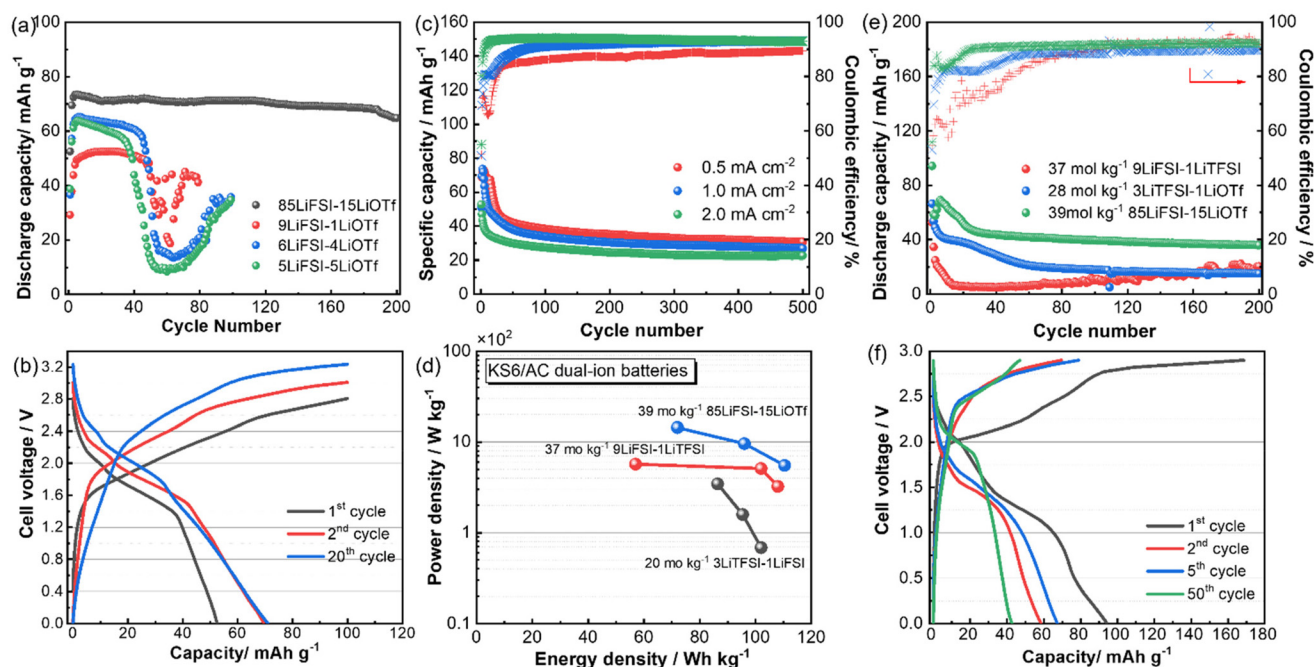 (a)
100
80
60
40
20
0
Discharge capacity/ mAh g⁻¹
85LiFSI-15LiOTf
9LiFSI-1LiOTf
6LiFSI-4LiOTf
5LiFSI-5LiOTf
0 40 80 120 160 200
Cycle Number
(c)
160
140
120
100
80
60
40
20
0
Specific capacity / mAh g⁻¹
100
80
60
40
20
0
Coulombic efficiency/ %
0.5 mA cm⁻²
1.0 mA cm⁻²
2.0 mA cm⁻²
0 100 200 300 400 500
Cycle number
(e)
200
160
120
80
40
0
Discharge capacity / mAh g⁻¹
100
80
60
40
20
0
Coulombic efficiency / %
37 mol kg⁻¹ 9LiFSI-1LiTFSI
28 mol kg⁻¹ 3LiTFSI-1LiOTf
39mol kg⁻¹ 85LiFSI-15LiOTf
0 40 80 120 160 200
Cycle number
(b)
3.2
2.8
2.4
2.0
1.6
1.2
0.8
0.4
0.0
Cell voltage / V
1ˢᵗ cycle
2ⁿᵈ cycle
20ᵗʰ cycle
0 20 40 60 80 100 120
Capacity/ mAh g⁻¹
(d)
×10²
100
10
1
0.1
Power density / W kg⁻¹
KS6/AC dual-ion batteries
39 mo kg⁻¹ 85LiFSI-15LiOTf
37 mo kg⁻¹ 9LiFSI-1LiTFSI
20 mo kg⁻¹ 3LiTFSI-1LiFSI
0 20 40 60 80 100 120
Energy density / Wh kg⁻¹
(f)
3.0
2.5
2.0
1.5
1.0
0.5
0.0
Cell voltage / V
1ˢᵗ cycle
2ⁿᵈ cycle
5ᵗʰ cycle
50ᵗʰ cycle
0 20 40 60 80 100 120 140 160 180
Capacity/ mAh g⁻¹